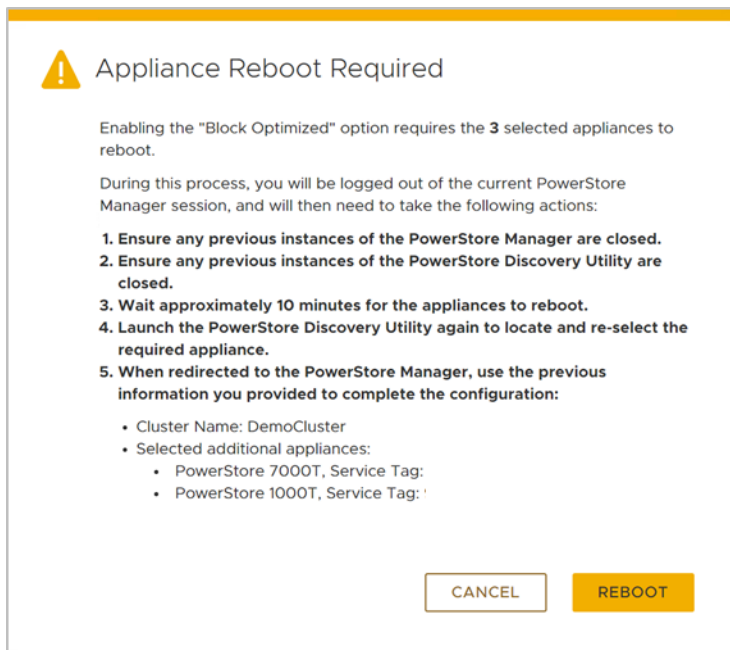 Appliance Reboot Required
Enabling the "Block Optimized" option requires the 3 selected appliances to
reboot.
During this process, you will be logged out of the current PowerStore
Manager session, and will then need to take the following actions:
1. Ensure any previous instances of the PowerStore Manager are closed.
2. Ensure any previous instances of the PowerStore Discovery Utility are
closed.
3. Wait approximately 10 minutes for the appliances to reboot.
4. Launch the PowerStore Discovery Utility again to locate and re-select the
required appliance.
5. When redirected to the PowerStore Manager, use the previous
information you provided to complete the configuration:
• Cluster Name: DemoCluster
• Selected additional appliances:
• PowerStore 7000T, Service Tag:
• PowerStore 1000T, Service Tag:
CANCEL
REBOOT